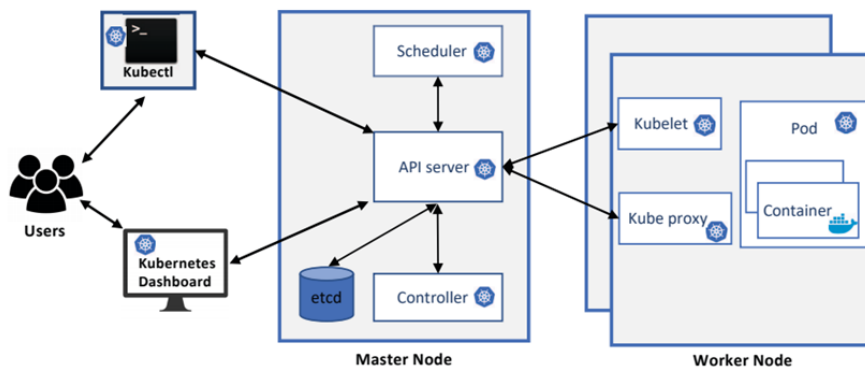 >_
Kubectl
Users
Kubernetes
Dashboard
Scheduler
API server
etcd
Controller
Master Node
Kubelet
Kube proxy
Pod
Container
Worker Node